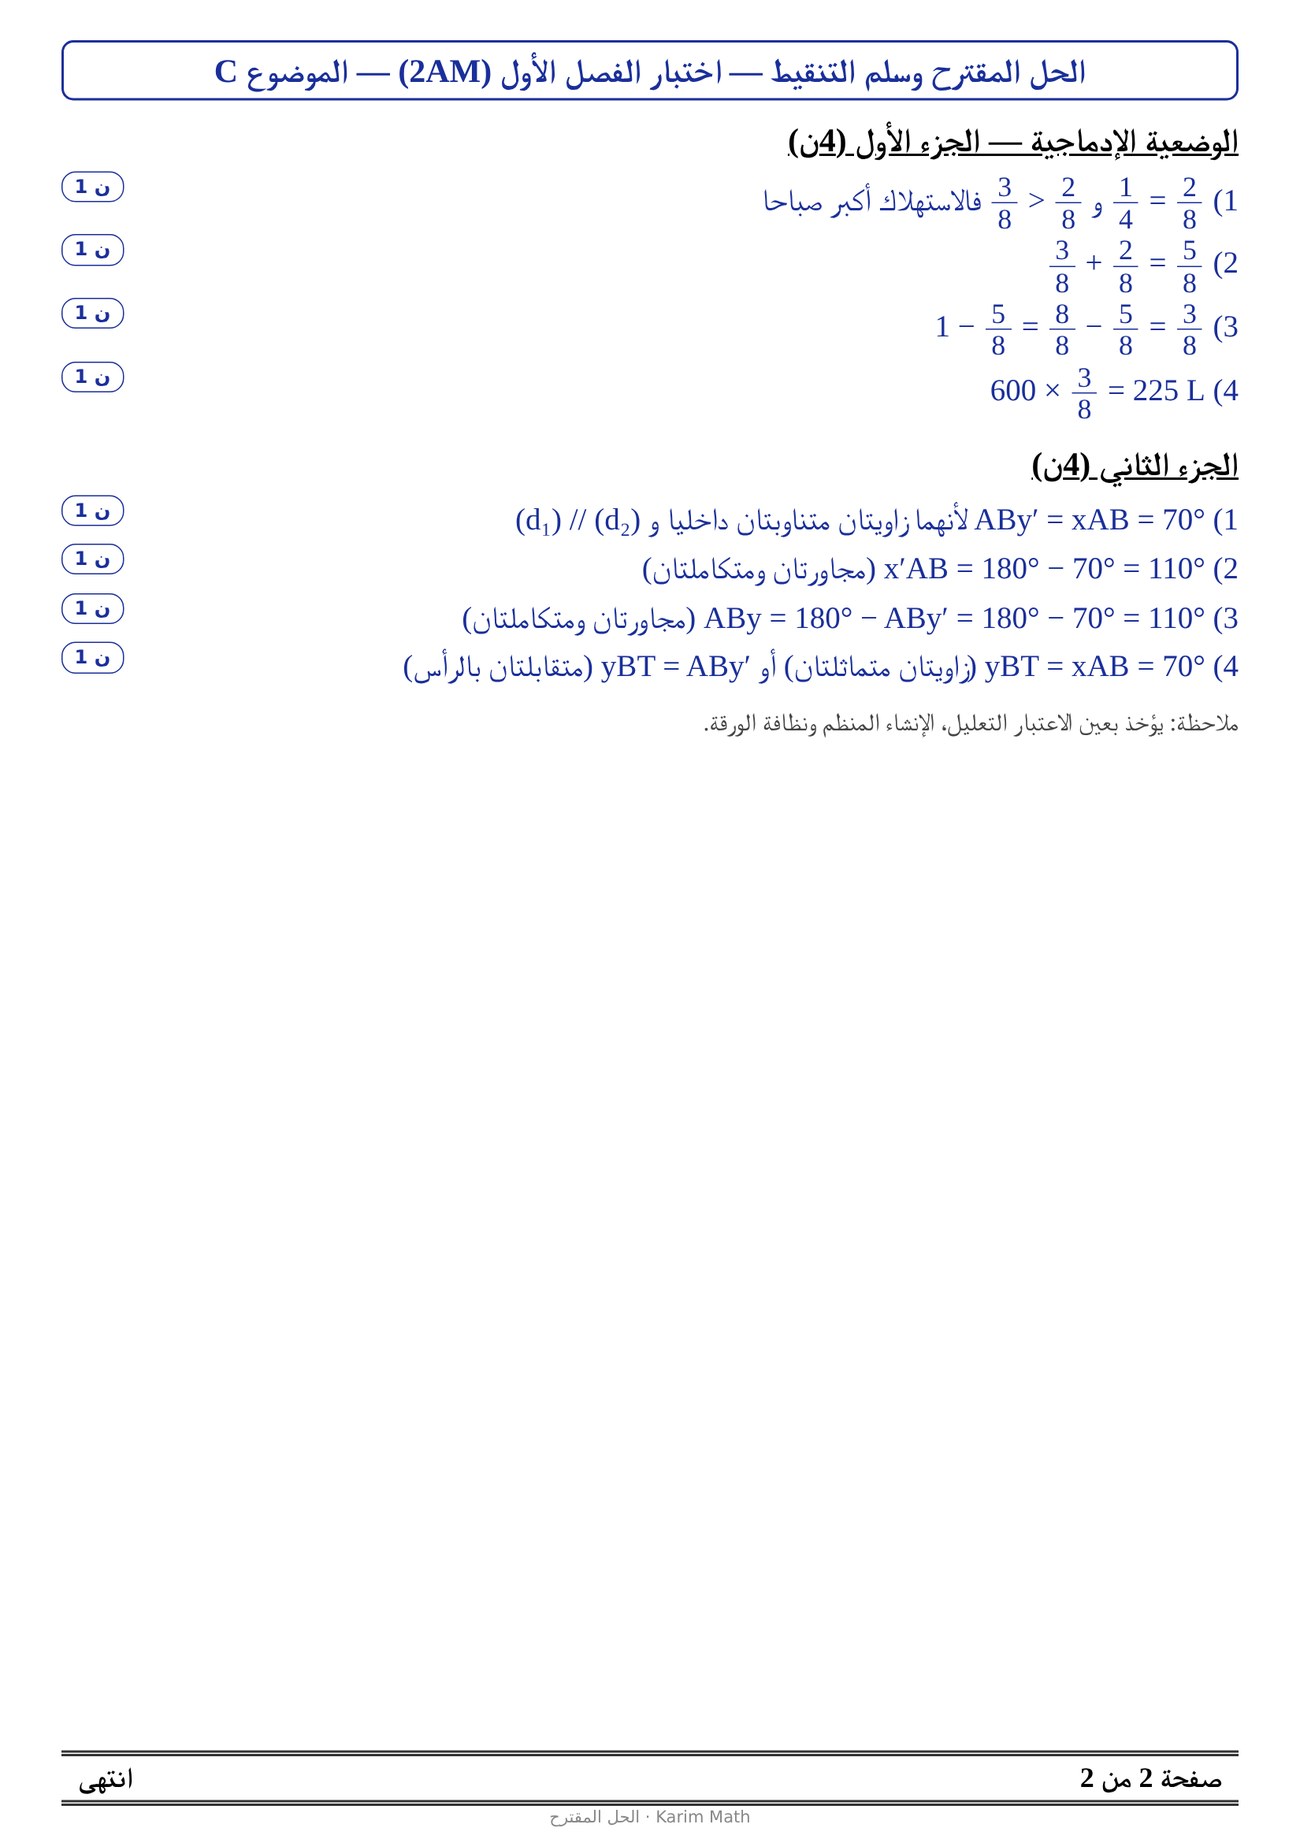 الحل المقترح وسلم التنقيط — اختبار الفصل الأول (2AM) — الموضوع C
الوضعية الإدماجية — الجزء الأول (4ن)
1) 1/4 = 2/8 و 3/8 > 2/8 فالاستهلاك أكبر صباحا 1 ن
2) 3/8 + 2/8 = 5/8 1 ن
3) 1 − 5/8 = 8/8 − 5/8 = 3/8 1 ن
4) 600 × 3/8 = 225 L 1 ن
الجزء الثاني (4ن)
1) ABy′ = xAB = 70° لأنهما زاويتان متناوبتان داخليا و (d₁) // (d₂) 1 ن
2) x′AB = 180° − 70° = 110° (مجاورتان ومتكاملتان) 1 ن
3) ABy = 180° − ABy′ = 180° − 70° = 110° (مجاورتان ومتكاملتان) 1 ن
4) yBT = xAB = 70° (زاويتان متماثلتان) أو yBT = ABy′ (متقابلتان بالرأس) 1 ن
ملاحظة: يؤخذ بعين الاعتبار التعليل، الإنشاء المنظم ونظافة الورقة.
صفحة 2 من 2 انتهى
Karim Math · الحل المقترح